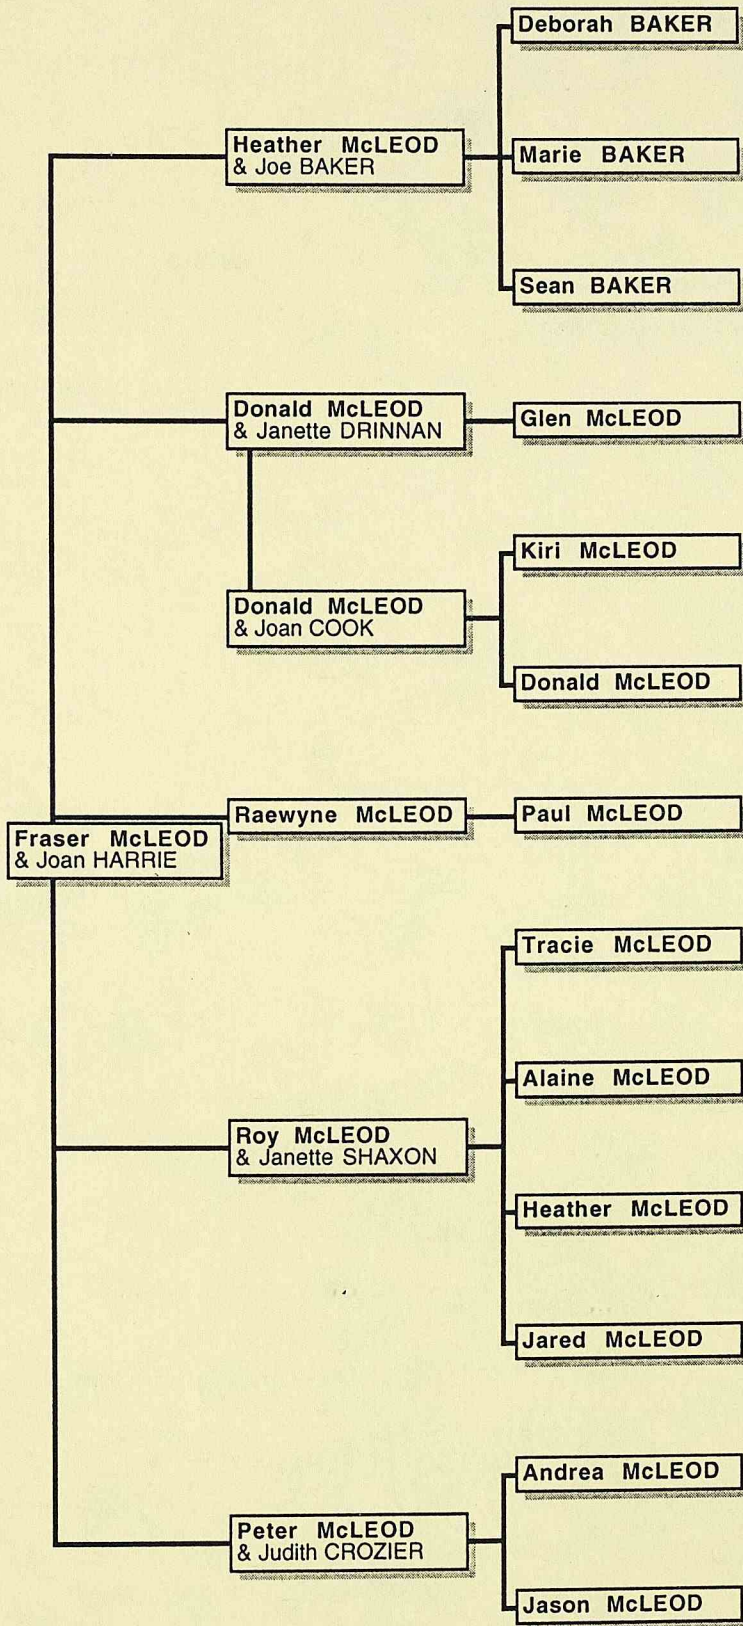 Deborah BAKER
Heather McLEOD
& Joe BAKER
Marie BAKER
Sean BAKER
Donald McLEOD
& Janette DRINNAN
Glen McLEOD
Kiri McLEOD
Donald McLEOD
& Joan COOK
Donald McLEOD
Raewyne McLEOD
Paul McLEOD
Fraser McLEOD
& Joan HARRIE
Tracie McLEOD
Alaine McLEOD
Roy McLEOD
& Janette SHAXON
Heather McLEOD
Jared McLEOD
Andrea McLEOD
Peter McLEOD
& Judith CROZIER
Jason McLEOD